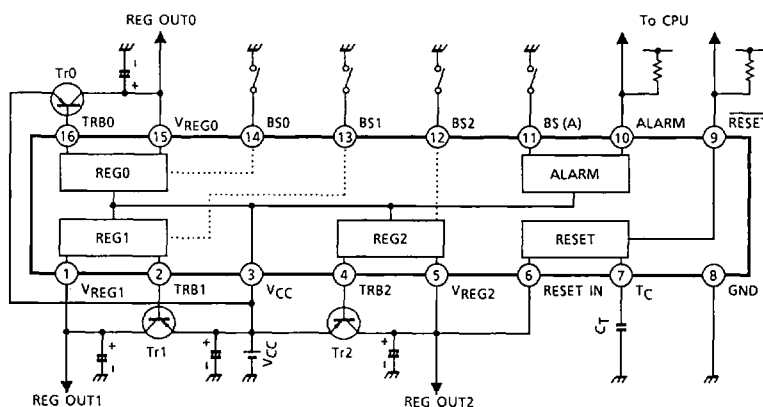 REG OUT0
To CPU
Tr0
TRB0
VREG0
BS0
BS1
BS2
BS (A)
ALARM
RESET
16
15
14
13
12
11
10
9
REG0
ALARM
REG1
REG2
RESET
1
2
3
4
5
6
7
8
VREG1
TRB1
VCC
TRB2
VREG2
RESET IN
TC
GND
Tr1
VCC
Tr2
CT
REG OUT1
REG OUT2